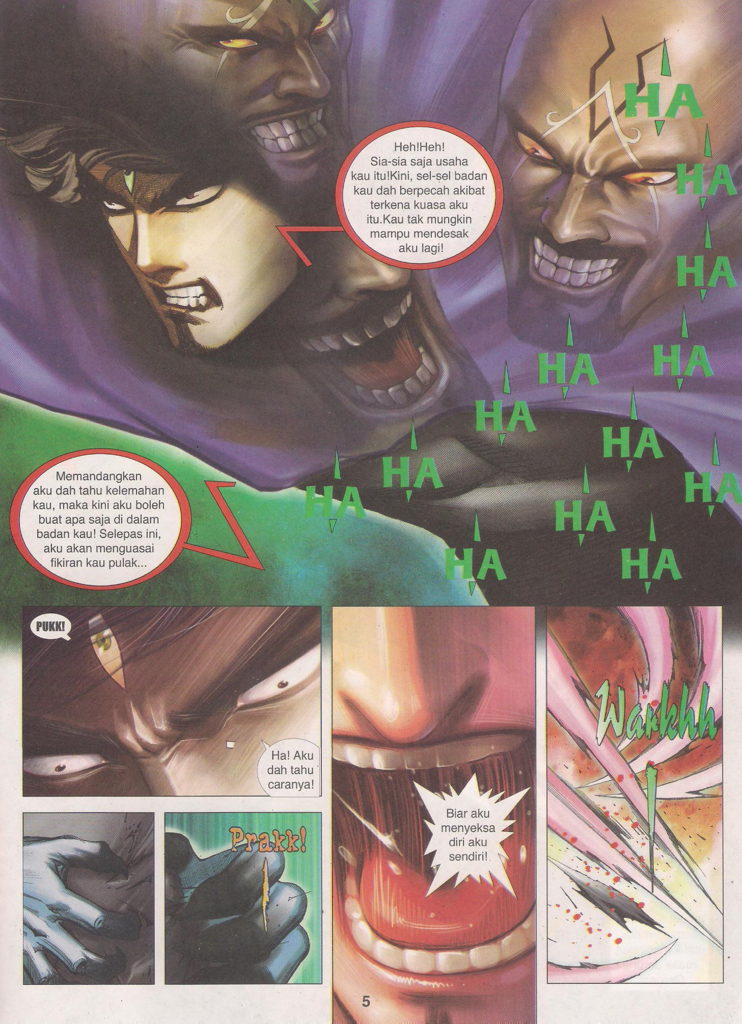 Heh!Heh!
Sia-sia saja usaha
kau itu!Kini, sel-sel badan
kau dah berpecah akibat
terkena kuasa aku
itu.Kau tak mungkin
mampu mendesak
aku lagi!
HA
HA
HA
HA
HA
HA
HA
HA
HA
HA
HA
HA
HA
Memandangkan
aku dah tahu kelemahan
kau, maka kini aku boleh
buat apa saja di dalam
badan kau! Selepas ini,
aku akan menguasai
fikiran kau pulak...
PUKK!
Ha! Aku
dah tahu
caranya!
Prakk!
Biar aku
menyeksa
diri aku
sendiri!
Warkhh
5